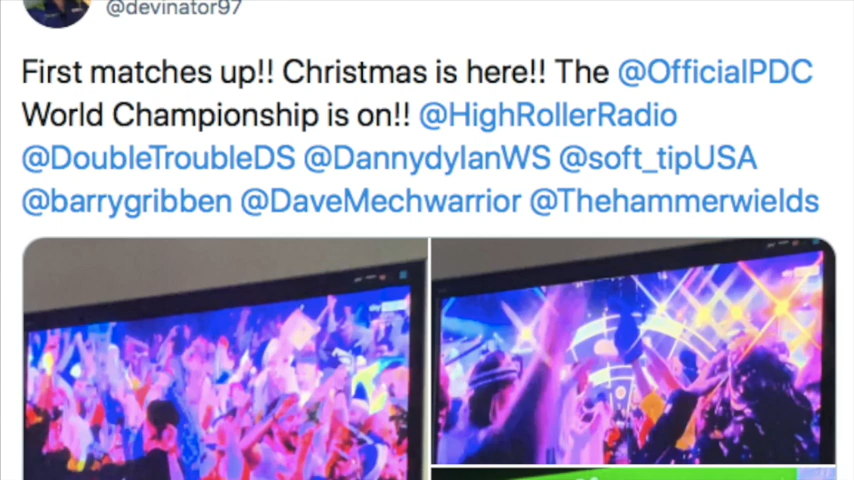 @devinator97
First matches up!! Christmas is here!! The @OfficialPDC
World Championship is on!! @HighRollerRadio
@DoubleTroubleDS @DannydylanWS @soft_tipUSA
@barrygribben @DaveMechwarrior @Thehammerwields